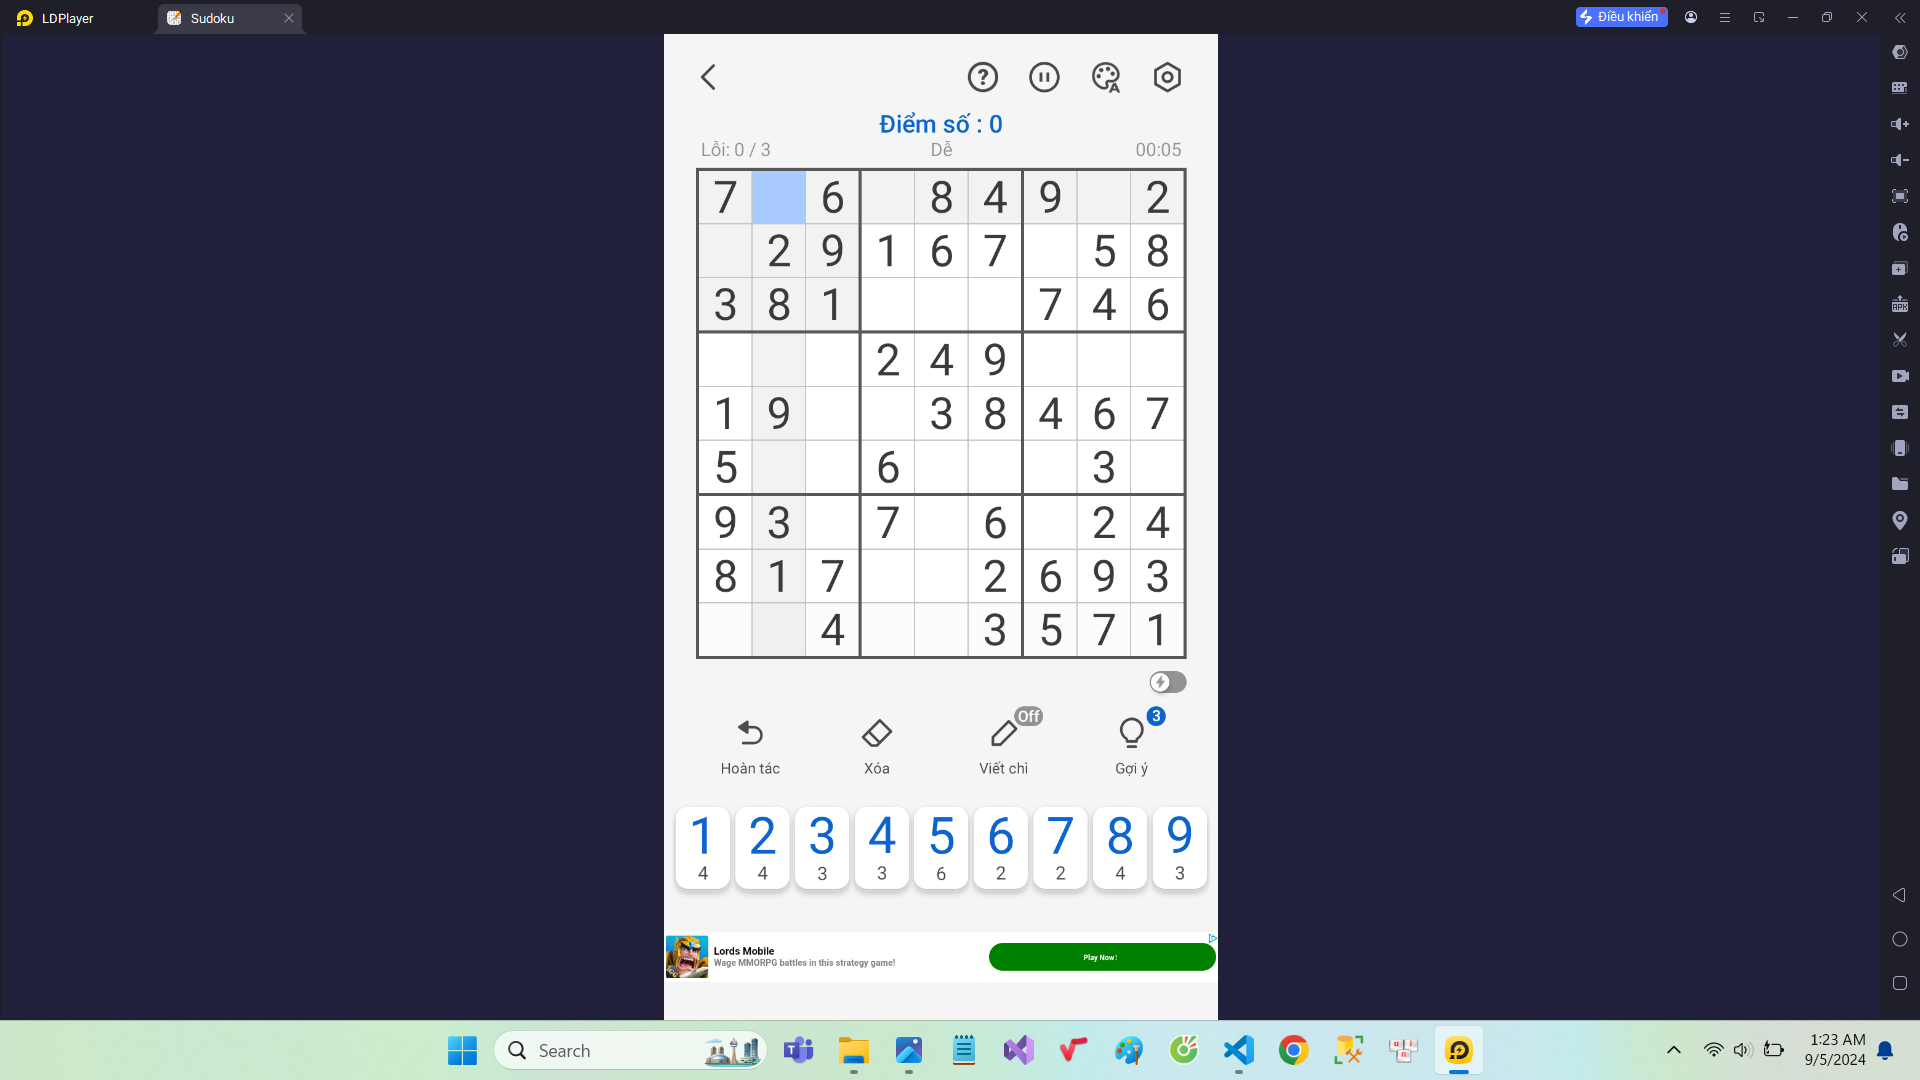 LDPlayer
Sudoku
Điều khiển
Điểm số : 0
Lỗi: 0 / 3
Dễ
00:05
7 6 8 4 9 2
2 9 1 6 7 5 8
3 8 1 7 4 6
2 4 9
1 9 3 8 4 6 7
5 6 3
9 3 7 6 2 4
8 1 7 2 6 9 3
4 3 5 7 1
Off
3
Hoàn tác
Xóa
Viết chì
Gợi ý
1 2 3 4 5 6 7 8 9
4 4 3 3 6 2 2 4 3
Lords Mobile
Wage MMORPG battles in this strategy game!
Play Now!
Search
1:23 AM
9/5/2024